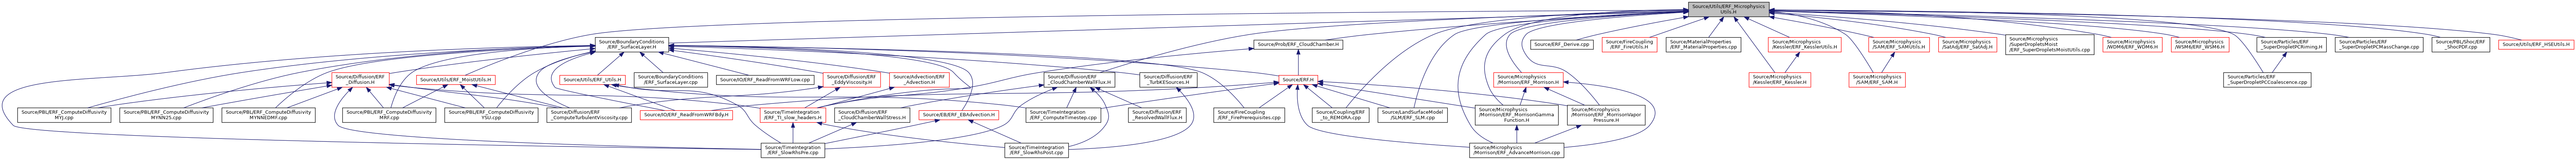 Source/Utils/ERF_Microphysics
Utils.H
Source/BoundaryConditions
/ERF_SurfaceLayer.H
Source/Prob/ERF_CloudChamber.H
Source/ERF_Derive.cpp
Source/FireCoupling
/ERF_FireUtils.H
Source/MaterialProperties
/ERF_MaterialProperties.cpp
Source/Microphysics
/Kessler/ERF_KesslerUtils.H
Source/Microphysics
/SAM/ERF_SAMUtils.H
Source/Microphysics
/SatAdj/ERF_SatAdj.H
Source/Microphysics
/SuperDropletsMoist
/ERF_SuperDropletsMoistUtils.H
Source/Microphysics
/WDM6/ERF_WDM6.H
Source/Microphysics
/WSM6/ERF_WSM6.H
Source/Particles/ERF
_SuperDropletPCRiming.H
Source/Particles/ERF
_SuperDropletPCMassChange.cpp
Source/PBL/Shoc/ERF
_ShocPDF.cpp
Source/Utils/ERF_HSEUtils.H
Source/Diffusion/ERF
_Diffusion.H
Source/Utils/ERF_MoistUtils.H
Source/Utils/ERF_Utils.H
Source/BoundaryConditions
/ERF_SurfaceLayer.cpp
Source/IO/ERF_ReadFromWRFLow.cpp
Source/Diffusion/ERF
_EddyViscosity.H
Source/Advection/ERF
_Advection.H
Source/Diffusion/ERF
_CloudChamberWallFlux.H
Source/Diffusion/ERF
_TurbKESources.H
Source/ERF.H
Source/Microphysics
/Morrison/ERF_Morrison.H
Source/Microphysics
/Kessler/ERF_Kessler.H
Source/Microphysics
/SAM/ERF_SAM.H
Source/Particles/ERF
_SuperDropletPCCoalescence.cpp
Source/PBL/ERF_ComputeDiffusivity
MYJ.cpp
Source/PBL/ERF_ComputeDiffusivity
MYNN25.cpp
Source/PBL/ERF_ComputeDiffusivity
MYNNEDMF.cpp
Source/PBL/ERF_ComputeDiffusivity
MRF.cpp
Source/PBL/ERF_ComputeDiffusivity
YSU.cpp
Source/Diffusion/ERF
_ComputeTurbulentViscosity.cpp
Source/IO/ERF_ReadFromWRFBdy.H
Source/TimeIntegration
/ERF_TI_slow_headers.H
Source/Diffusion/ERF
_CloudChamberWallStress.H
Source/EB/ERF_EBAdvection.H
Source/TimeIntegration
/ERF_ComputeTimestep.cpp
Source/Diffusion/ERF
_ResolvedWallFlux.H
Source/FireCoupling
/ERF_FirePrerequisites.cpp
Source/Coupling/ERF
_to_REMORA.cpp
Source/LandSurfaceModel
/SLM/ERF_SLM.cpp
Source/Microphysics
/Morrison/ERF_MorrisonGamma
Function.H
Source/Microphysics
/Morrison/ERF_MorrisonVapor
Pressure.H
Source/TimeIntegration
/ERF_SlowRhsPre.cpp
Source/TimeIntegration
/ERF_SlowRhsPost.cpp
Source/Microphysics
/Morrison/ERF_AdvanceMorrison.cpp